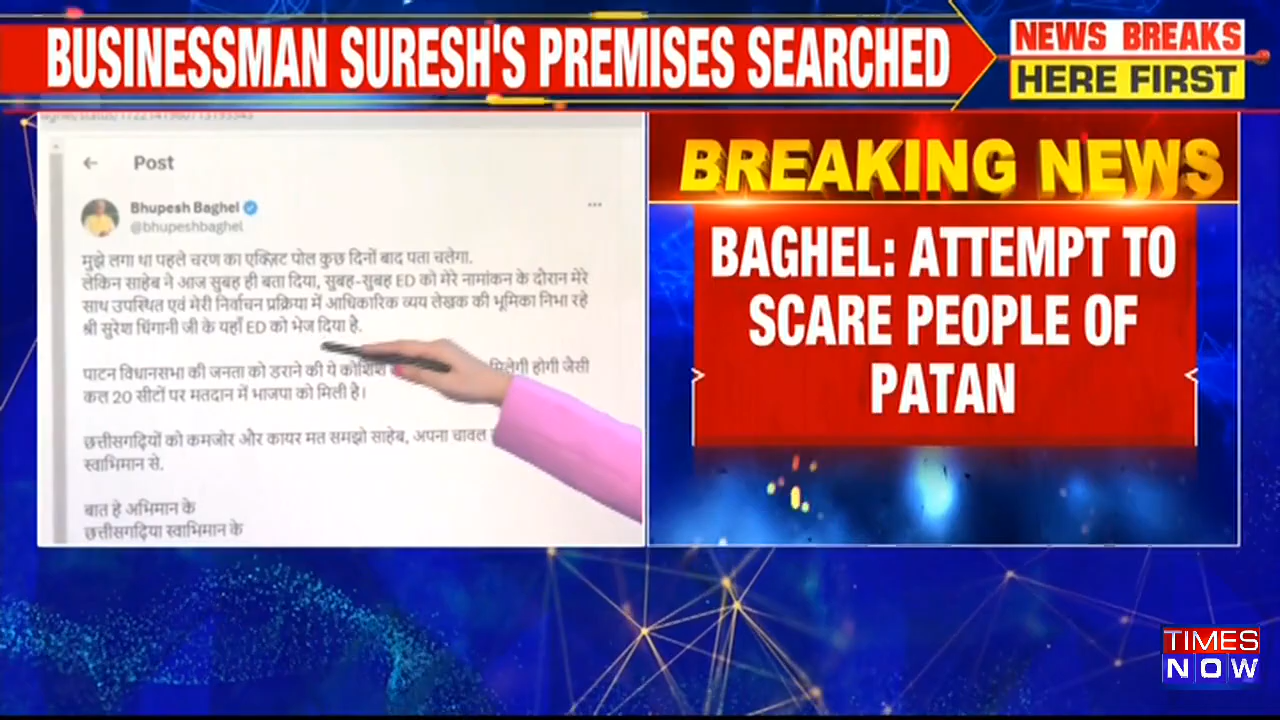 BUSINESSMAN SURESH'S PREMISES SEARCHED
NEWS BREAKS
HERE FIRST
Post
Bhupesh Baghel
@bhupeshbaghel
मुझे लगा था पहले चरण का एक्ज़िट पोल कुछ दिनों बाद पता चलेगा.
लेकिन साहेब ने आज सुबह ही बता दिया, सुबह-सुबह ED को मेरे नामांकन के दौरान मेरे
साथ उपस्थित एवं मेरी निर्वाचन प्रक्रिया में आधिकारिक व्यय लेखक की भूमिका निभा रहे
श्री सुरेश धिंगानी जी के यहाँ ED को भेज दिया है.
पाटन विधानसभा की जनता को डराने की ये कोशिश मिलेगी होगी जैसी
कल 20 सीटों पर मतदान में भाजपा को मिली है।
छत्तीसगढ़ियों को कमजोर और कायर मत समझो साहेब, अपना चावल
स्वाभिमान से.
बात हे अभिमान के
छत्तीसगढ़िया स्वाभिमान के
BREAKING NEWS
BAGHEL: ATTEMPT TO
SCARE PEOPLE OF
PATAN
TIMES
NOW